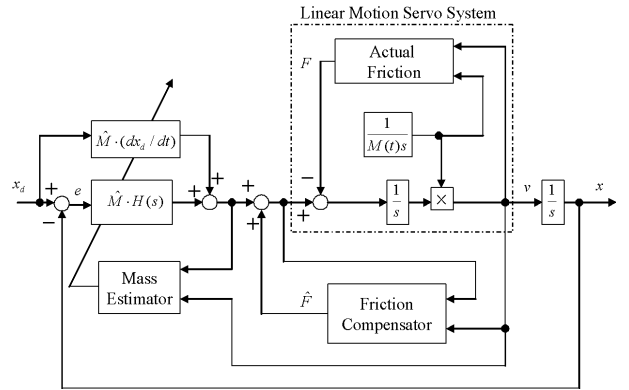 Linear Motion Servo System
F
Actual
Friction
M̂ · (dx_d / dt)
1
M(t)s
x_d
+
−
e
M̂ · H(s)
+
+
+
+
−
+
1
s
×
v
1
s
x
Mass
Estimator
F̂
Friction
Compensator